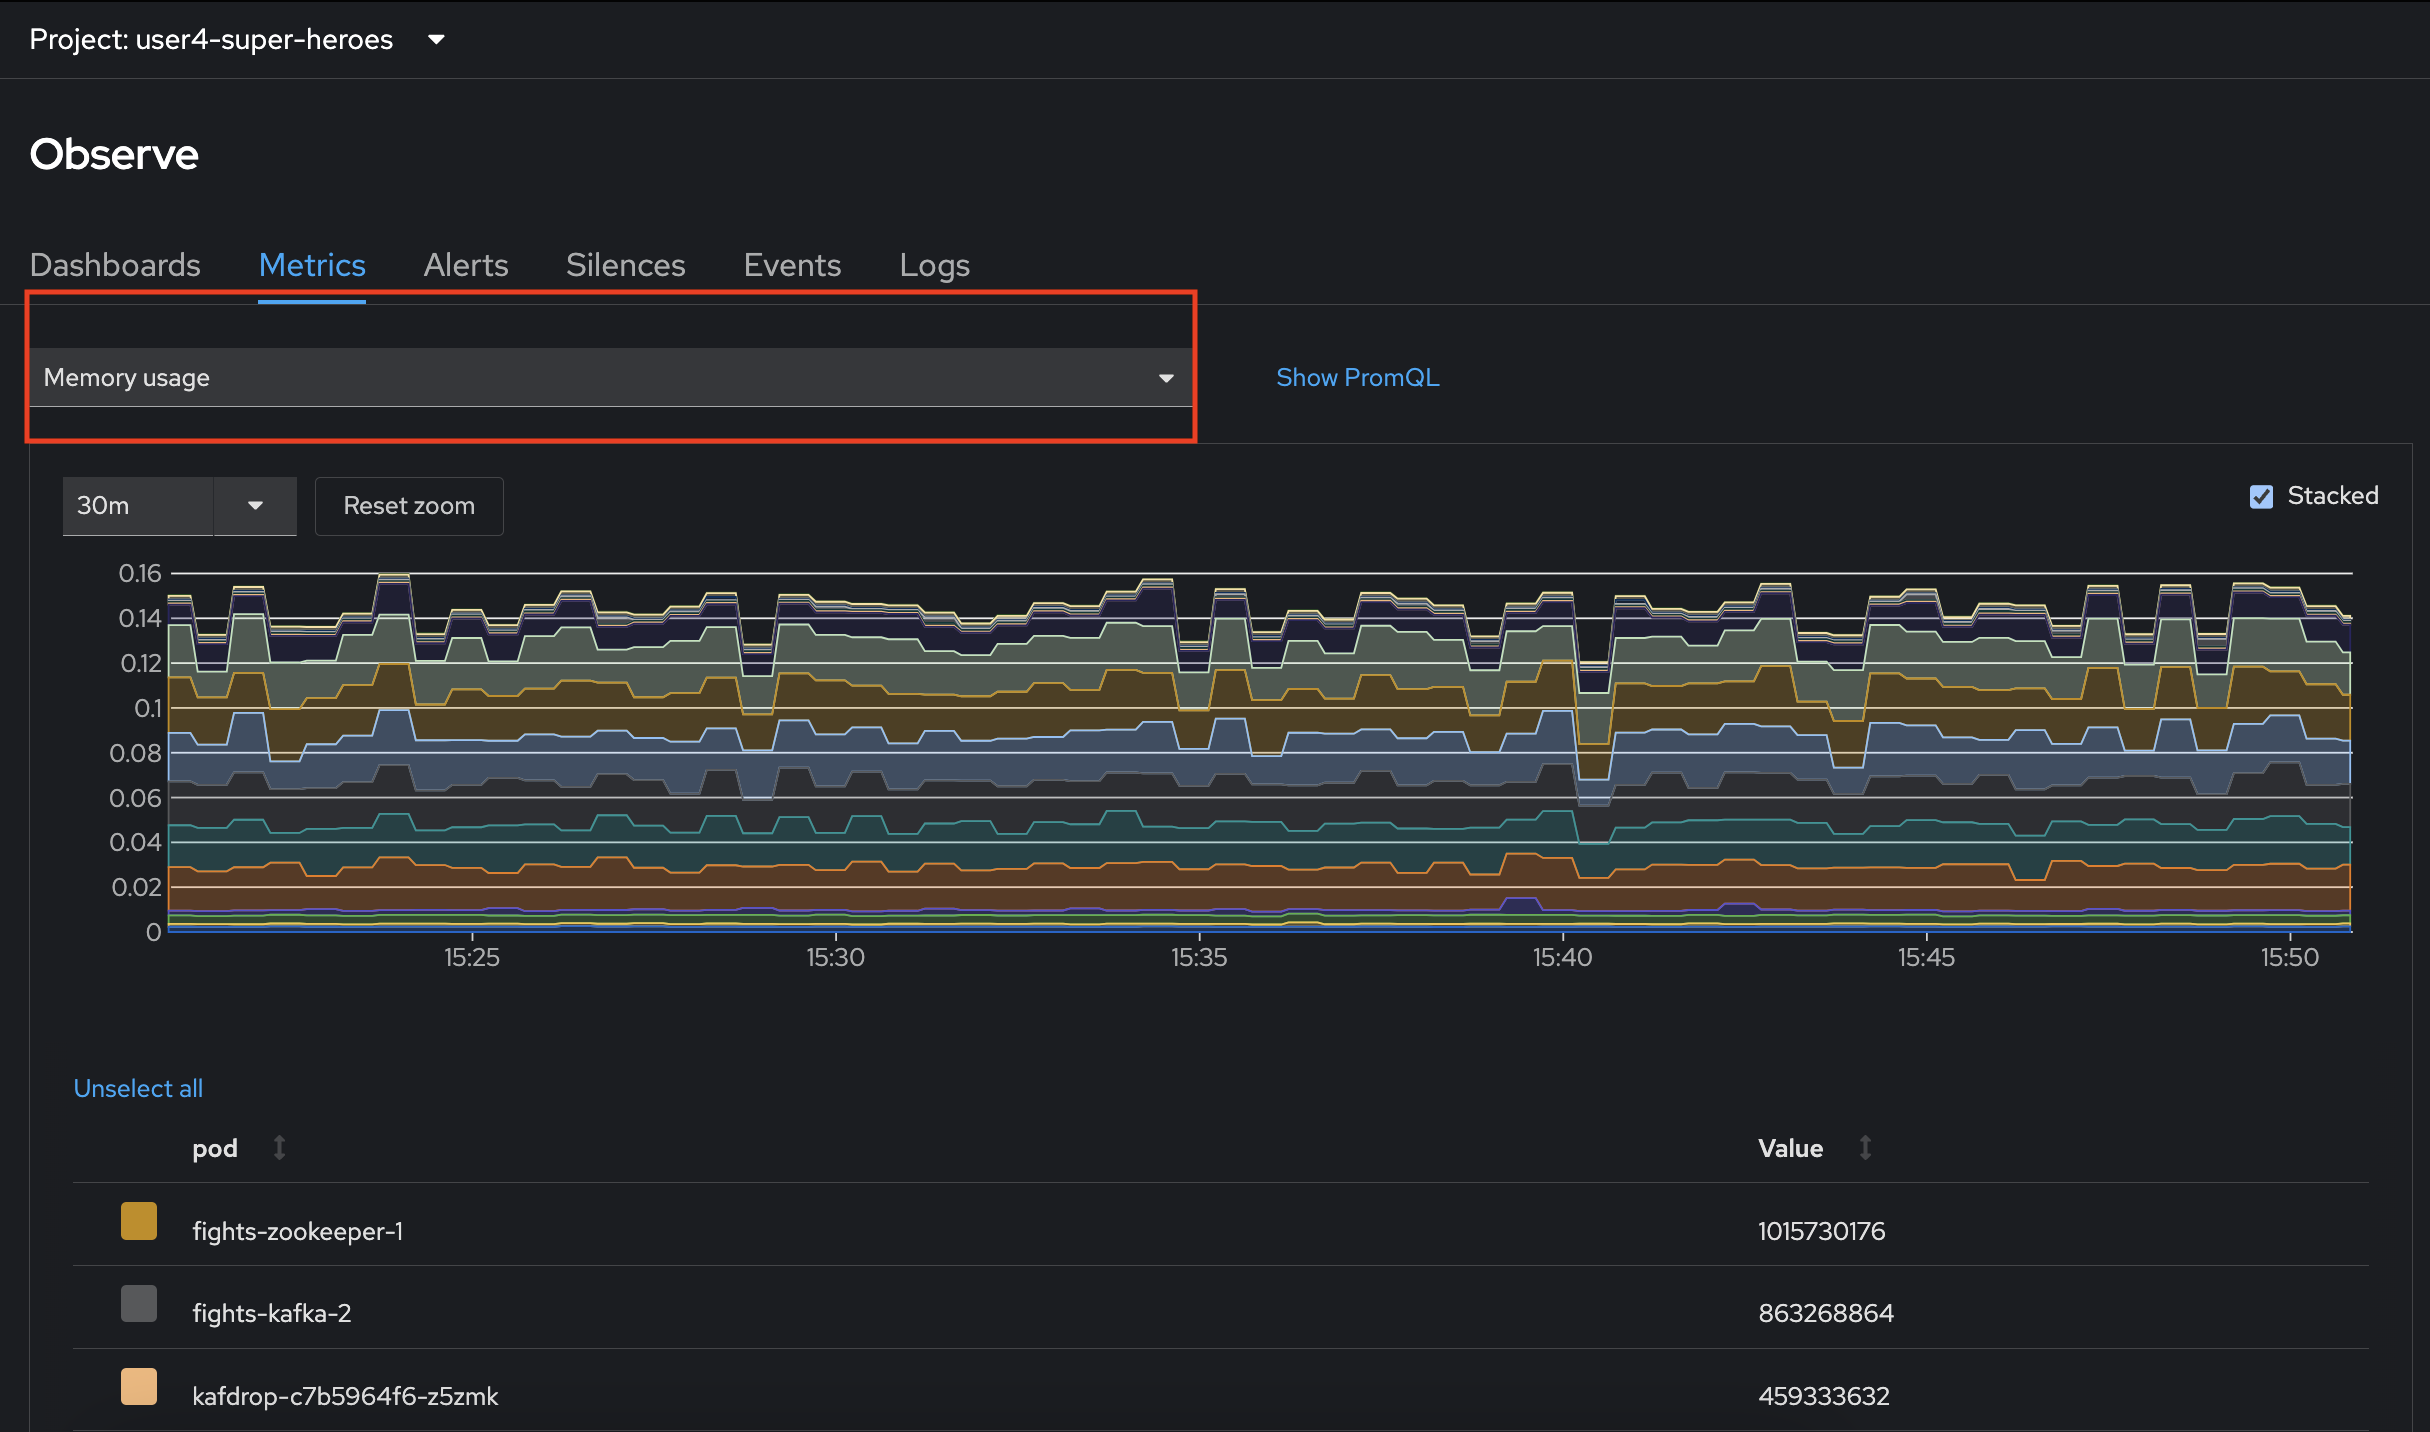 Project: user4-super-heroes
Observe
Dashboards Metrics Alerts Silences Events Logs
Memory usage Show PromQL
30m Reset zoom Stacked
0.16
0.14
0.12
0.1
0.08
0.06
0.04
0.02
0
15:25 15:30 15:35 15:40 15:45 15:50
Unselect all
pod Value
fights-zookeeper-1 1015730176
fights-kafka-2 863268864
kafdrop-c7b5964f6-z5zmk 459333632